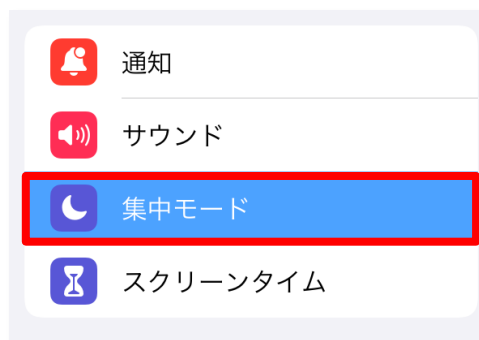 通知
サウンド
集中モード
スクリーンタイム